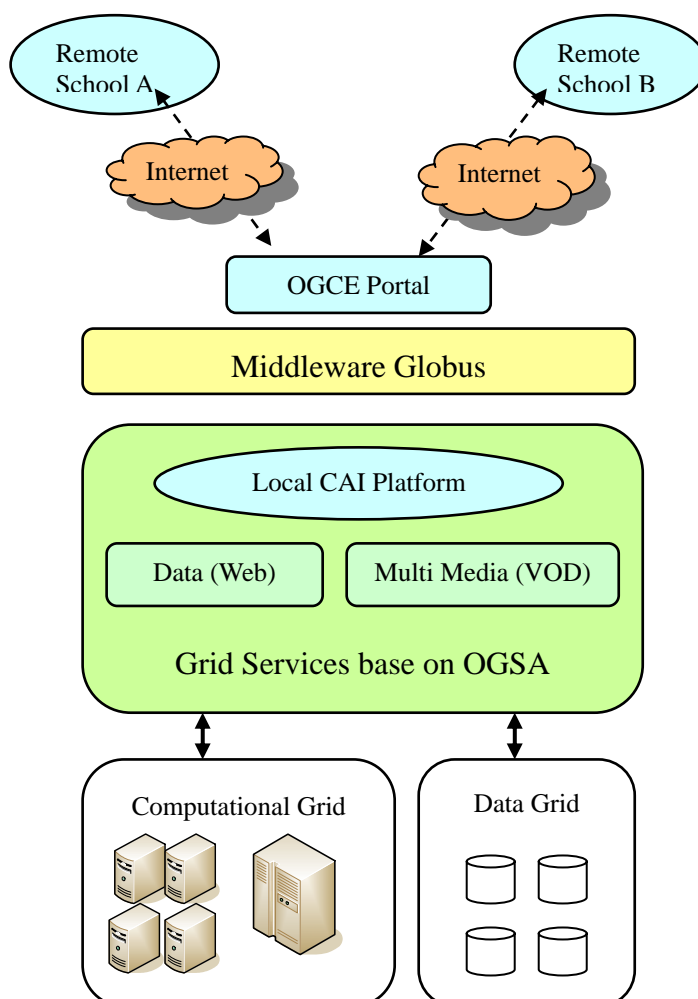 Remote
School A
Remote
School B
Internet
Internet
OGCE Portal
Middleware Globus
Local CAI Platform
Data (Web)
Multi Media (VOD)
Grid Services base on OGSA
Computational Grid
Data Grid